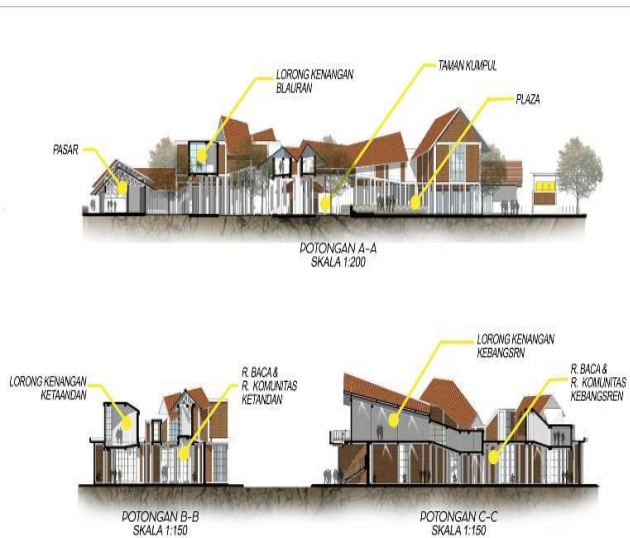 LORONG KENANGAN
BLAURAN
TAMAN KUMPUL
PLAZA
PASAR
POTONGAN A-A
SKALA 1:200
LORONG KENANGAN
KETAANDAN
R. BACA &
R. KOMUNITAS
KETANDAN
LORONG KENANGAN
KEBANGSRN
R. BACA &
R. KOMUNITAS
KEBANGSREN
POTONGAN B-B
SKALA 1:150
POTONGAN C-C
SKALA 1:150